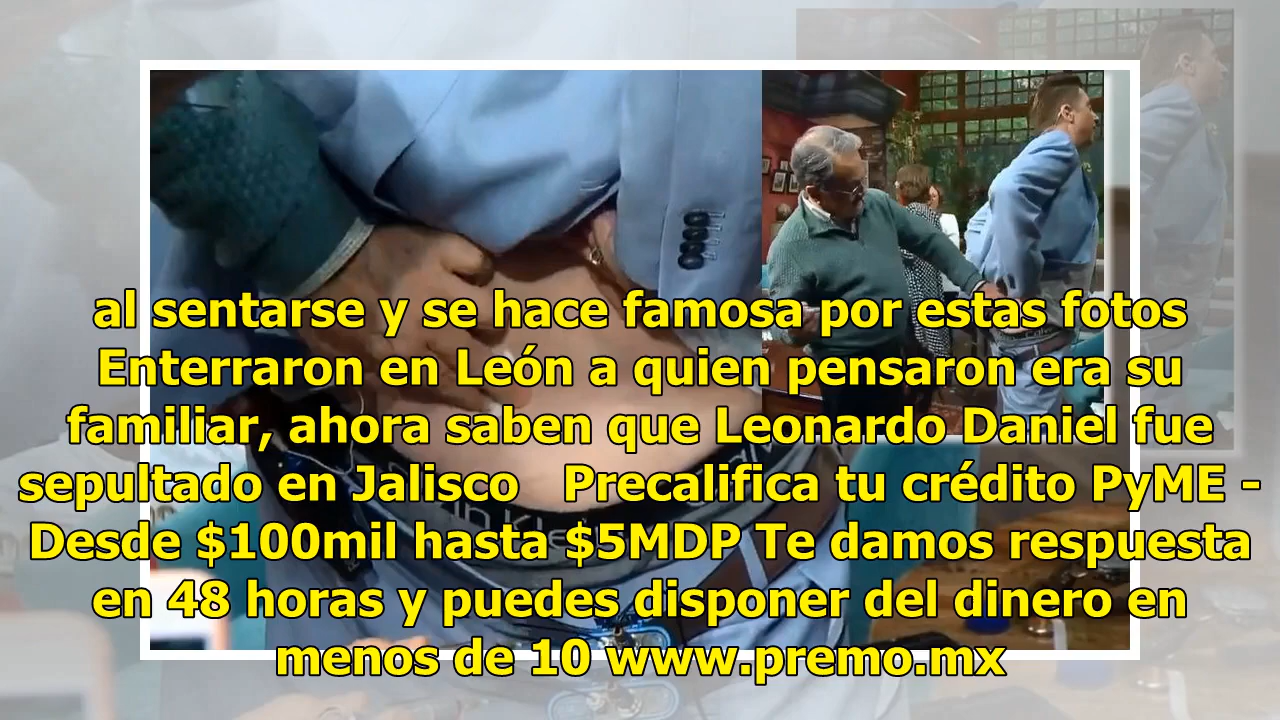 al sentarse y se hace famosa por estas fotos
Enterraron en León a quien pensaron era su
familiar, ahora saben que Leonardo Daniel fue
sepultado en Jalisco   Precalifica tu crédito PyME -
Desde $100mil hasta $5MDP Te damos respuesta
en 48 horas y puedes disponer del dinero en
menos de 10 www.premo.mx